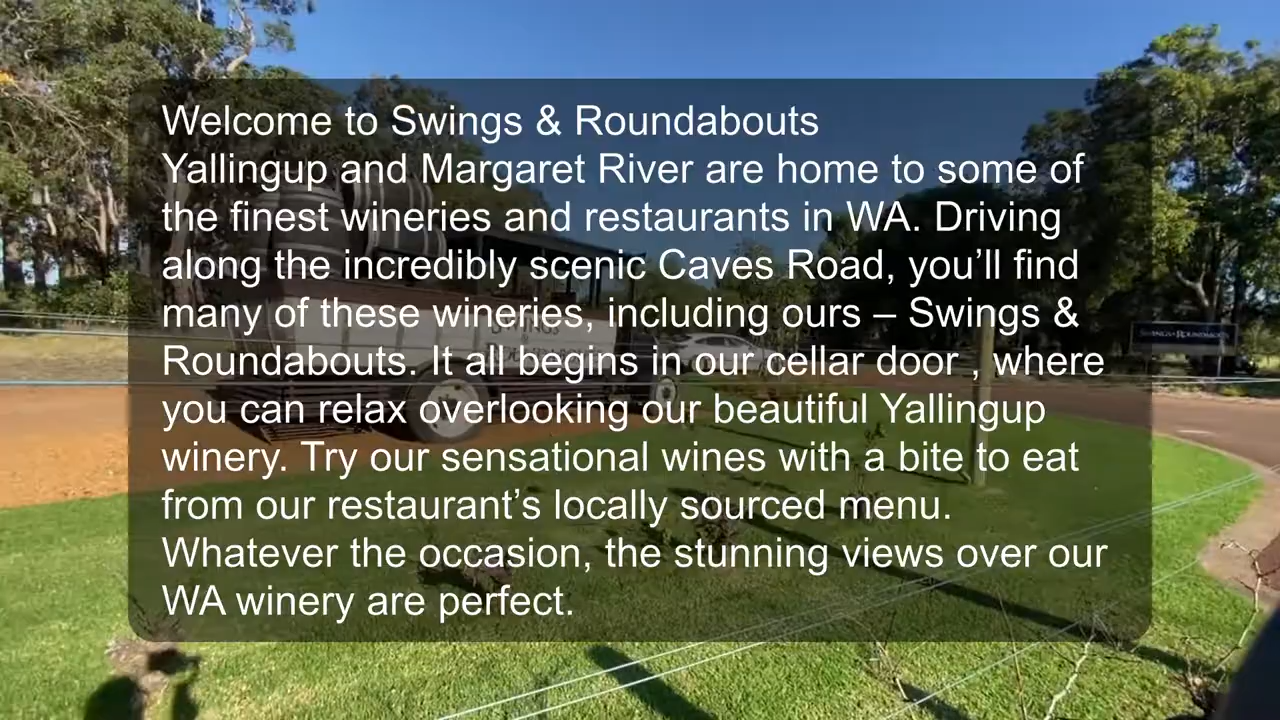 Welcome to Swings & Roundabouts
Yallingup and Margaret River are home to some of
the finest wineries and restaurants in WA. Driving
along the incredibly scenic Caves Road, you’ll find
many of these wineries, including ours – Swings &
Roundabouts. It all begins in our cellar door , where
you can relax overlooking our beautiful Yallingup
winery. Try our sensational wines with a bite to eat
from our restaurant’s locally sourced menu.
Whatever the occasion, the stunning views over our
WA winery are perfect.
SWINGS
SWINGS & ROUNDABOUTS